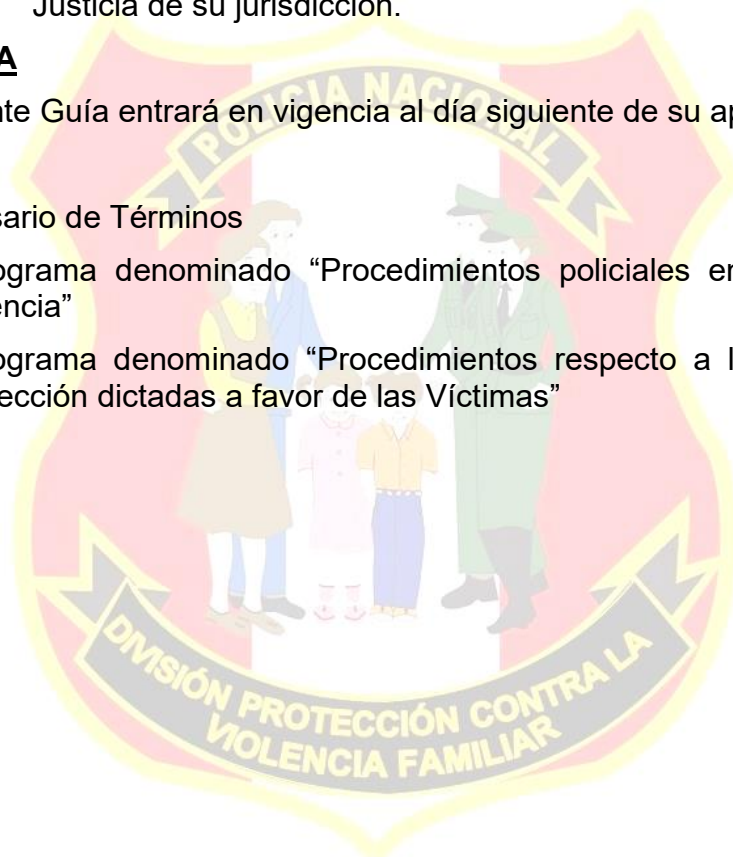 Justicia de su jurisdicción.
A
nte Guía entrará en vigencia al día siguiente de su ap
sario de Términos
ograma denominado “Procedimientos policiales en
encia”
ograma denominado “Procedimientos respecto a l
ección dictadas a favor de las Víctimas”
POLICIA NACIONAL
DIVISIÓN PROTECCIÓN CONTRA LA
VIOLENCIA FAMILIAR